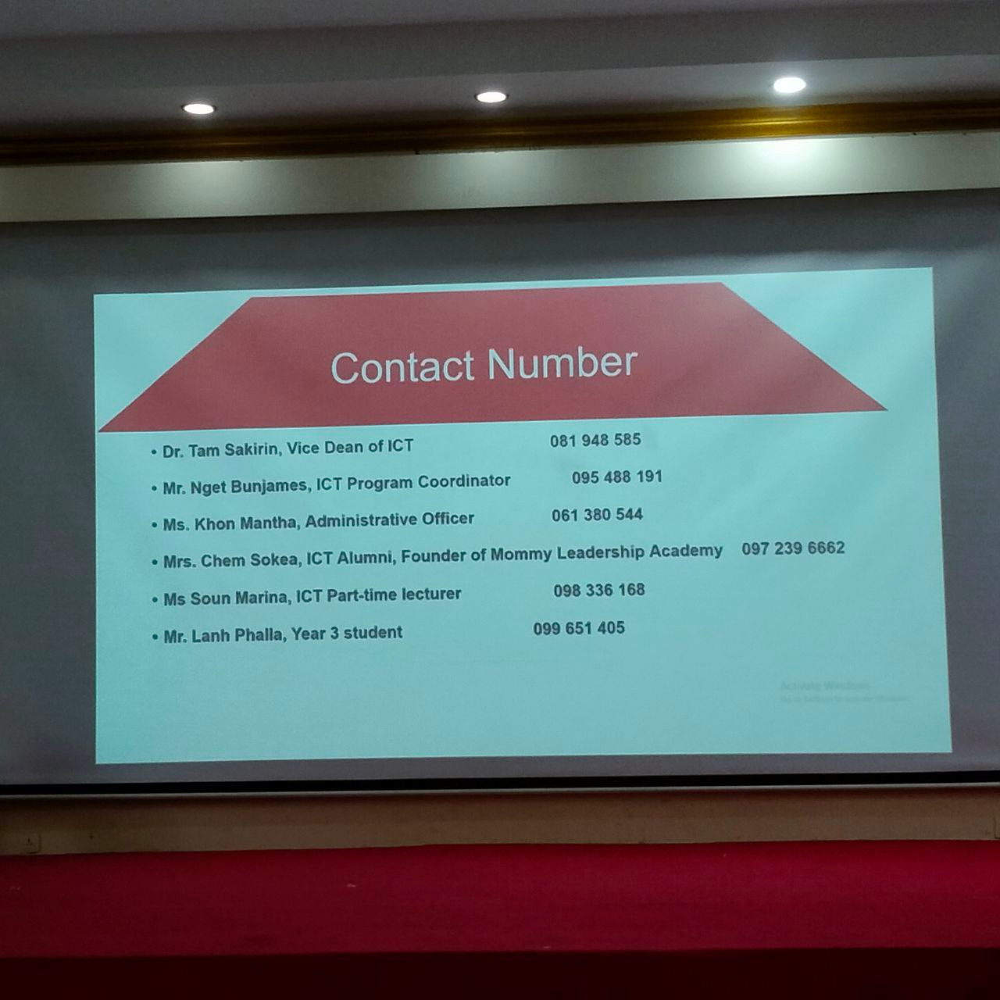 Contact Number
• Dr. Tam Sakirin, Vice Dean of ICT 081 948 585
• Mr. Nget Bunjames, ICT Program Coordinator 095 488 191
• Ms. Khon Mantha, Administrative Officer 061 380 544
• Mrs. Chem Sokea, ICT Alumni, Founder of Mommy Leadership Academy 097 239 6662
• Ms Soun Marina, ICT Part-time lecturer 098 336 168
• Mr. Lanh Phalla, Year 3 student 099 651 405
Activate Windows